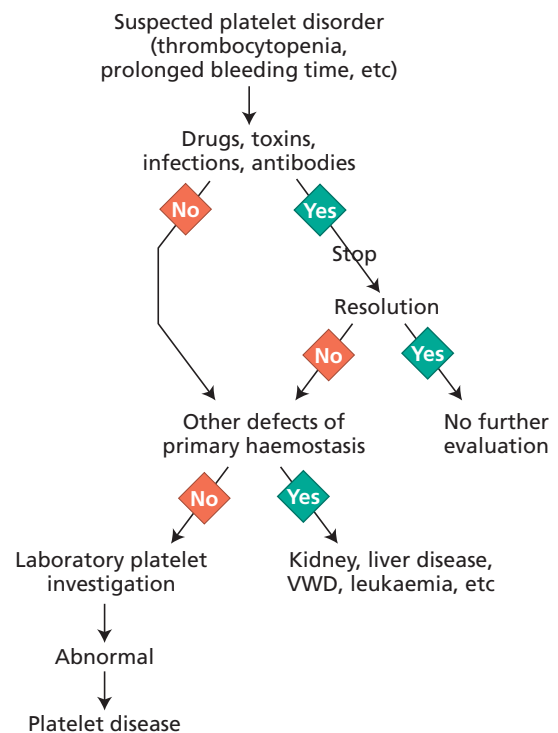 Suspected platelet disorder
(thrombocytopenia,
prolonged bleeding time, etc)
Drugs, toxins,
infections, antibodies
No
Yes
Stop
Resolution
No
Yes
Other defects of
primary haemostasis
No further
evaluation
No
Yes
Laboratory platelet
investigation
Kidney, liver disease,
VWD, leukaemia, etc
Abnormal
Platelet disease